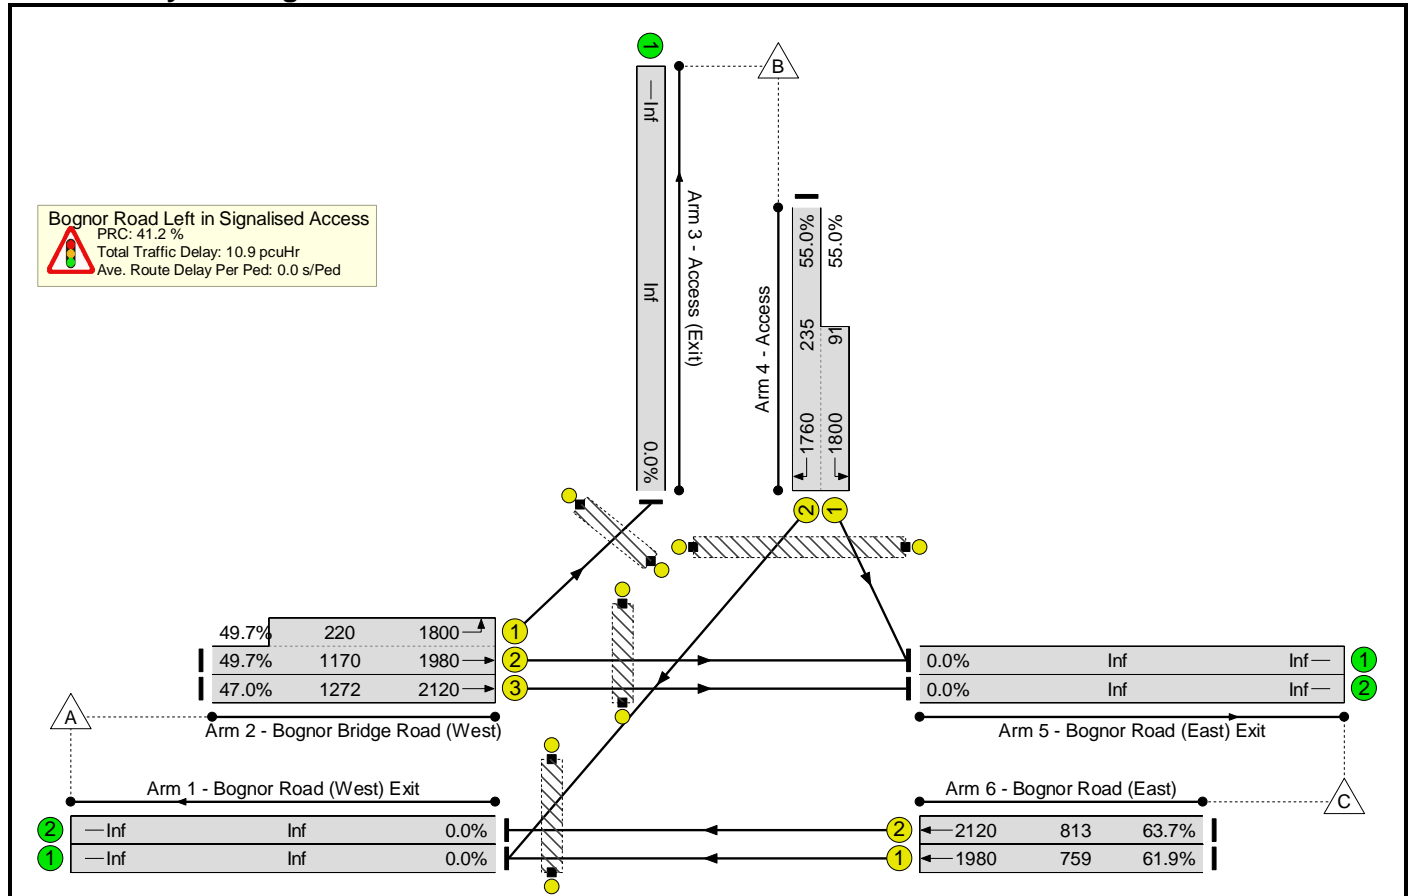 1
B
Inf
Inf
0.0%
Arm 3 - Access (Exit)
Bognor Road Left in Signalised Access
PRC: 41.2 %
Total Traffic Delay: 10.9 pcuHr
Ave. Route Delay Per Ped: 0.0 s/Ped
Arm 4 - Access
55.0%
235
1760
55.0%
91
1800
2
1
49.7% 220 1800 1
49.7% 1170 1980 2
47.0% 1272 2120 3
A
Arm 2 - Bognor Bridge Road (West)
0.0% Inf Inf 1
0.0% Inf Inf 2
Arm 5 - Bognor Road (East) Exit
Arm 1 - Bognor Road (West) Exit
2 Inf Inf 0.0%
1 Inf Inf 0.0%
Arm 6 - Bognor Road (East)
C
2 2120 813 63.7%
1 1980 759 61.9%